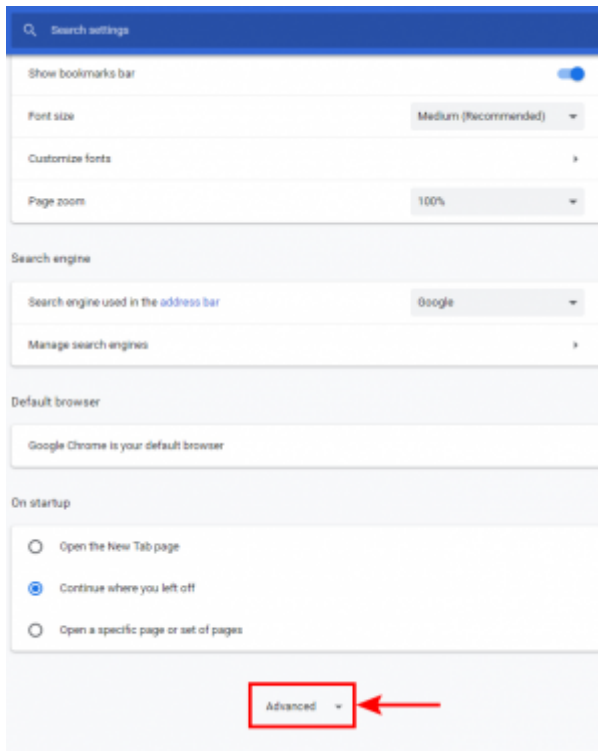 Search settings
Show bookmarks bar
Font size Medium (Recommended)
Customize fonts
Page zoom 100%
Search engine
Search engine used in the address bar Google
Manage search engines
Default browser
Google Chrome is your default browser
On startup
Open the New Tab page
Continue where you left off
Open a specific page or set of pages
Advanced